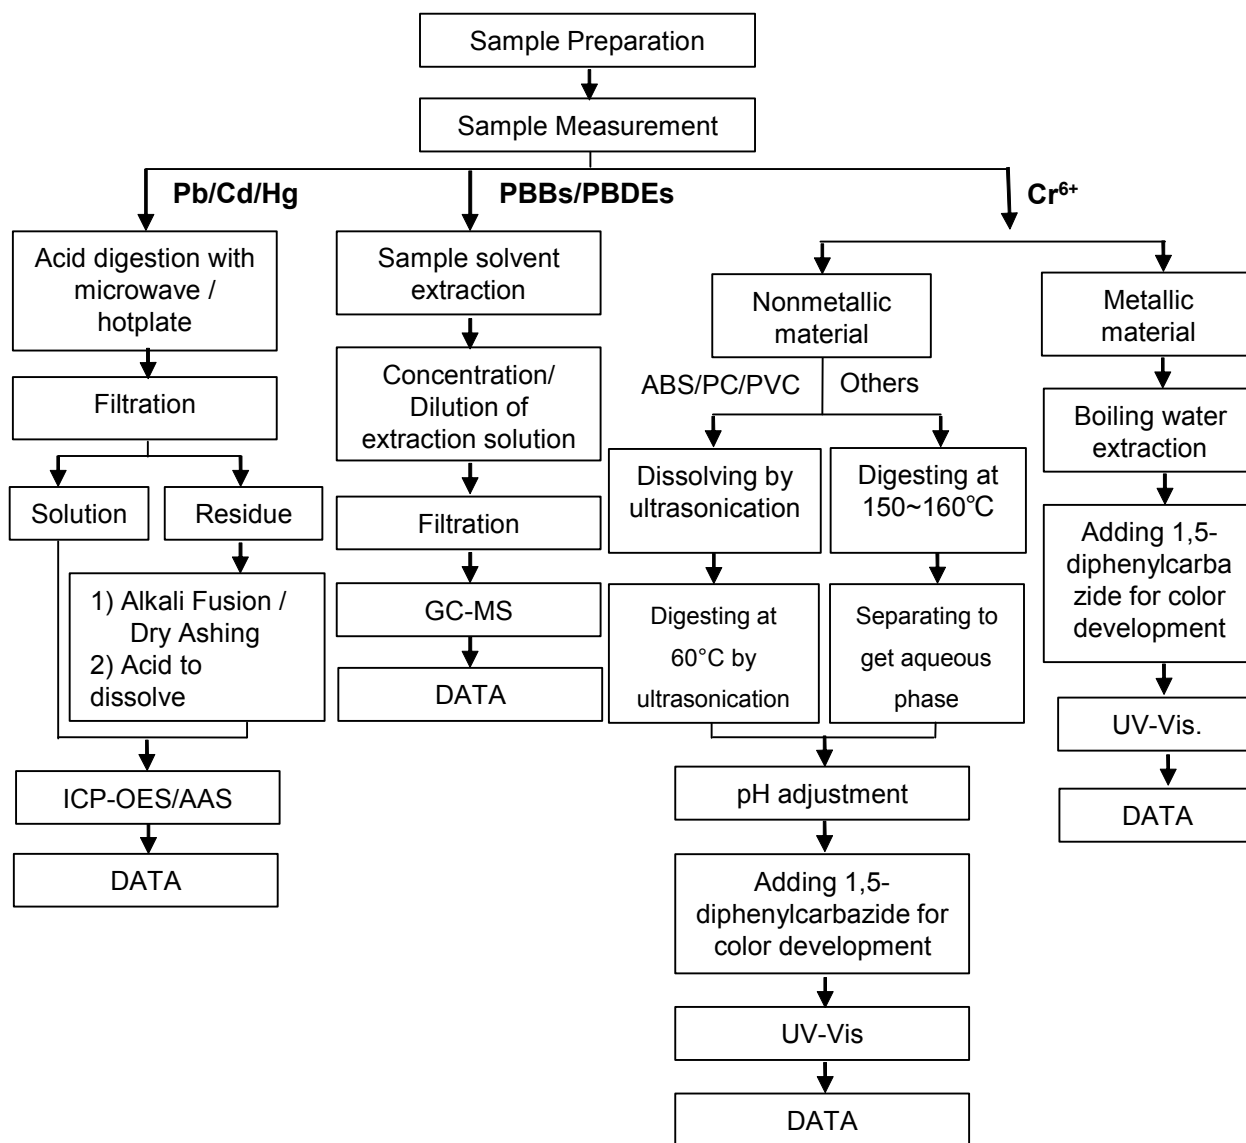 Sample Preparation
Sample Measurement
Pb/Cd/Hg
PBBs/PBDEs
Cr⁶⁺
Acid digestion with
microwave /
hotplate
Filtration
Solution
Residue
1) Alkali Fusion /
Dry Ashing
2) Acid to
dissolve
ICP-OES/AAS
DATA
Sample solvent
extraction
Concentration/
Dilution of
extraction solution
Filtration
GC-MS
DATA
Nonmetallic
material
ABS/PC/PVC
Others
Dissolving by
ultrasonication
Digesting at
60°C by
ultrasonication
Digesting at
150~160℃
Separating to
get aqueous
phase
pH adjustment
Adding 1,5-
diphenylcarbazide for
color development
UV-Vis
DATA
Metallic
material
Boiling water
extraction
Adding 1,5-
diphenylcarba
zide for color
development
UV-Vis.
DATA